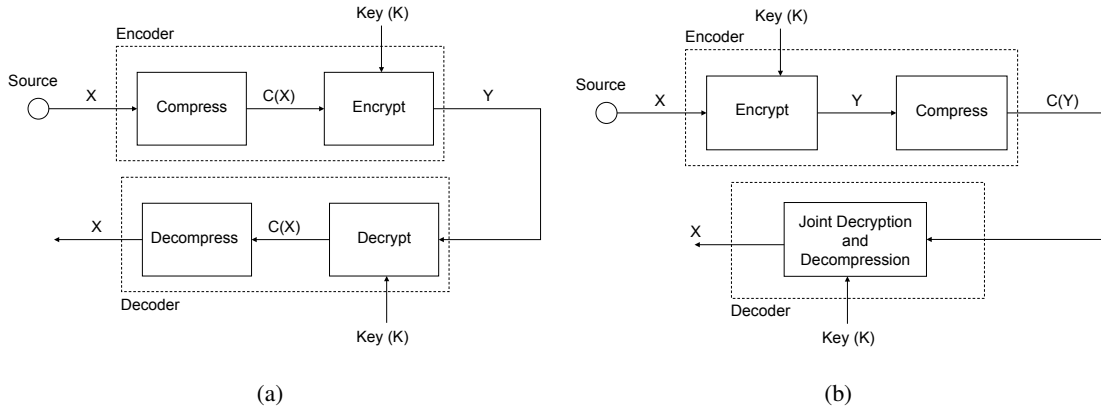 Key (K)
Encoder
Source
X
Compress
C(X)
Encrypt
Y
X
Decompress
C(X)
Decrypt
Decoder
Key (K)
(a)
Key (K)
Encoder
Source
X
Encrypt
Y
Compress
C(Y)
X
Joint Decryption
and
Decompression
Decoder
Key (K)
(b)